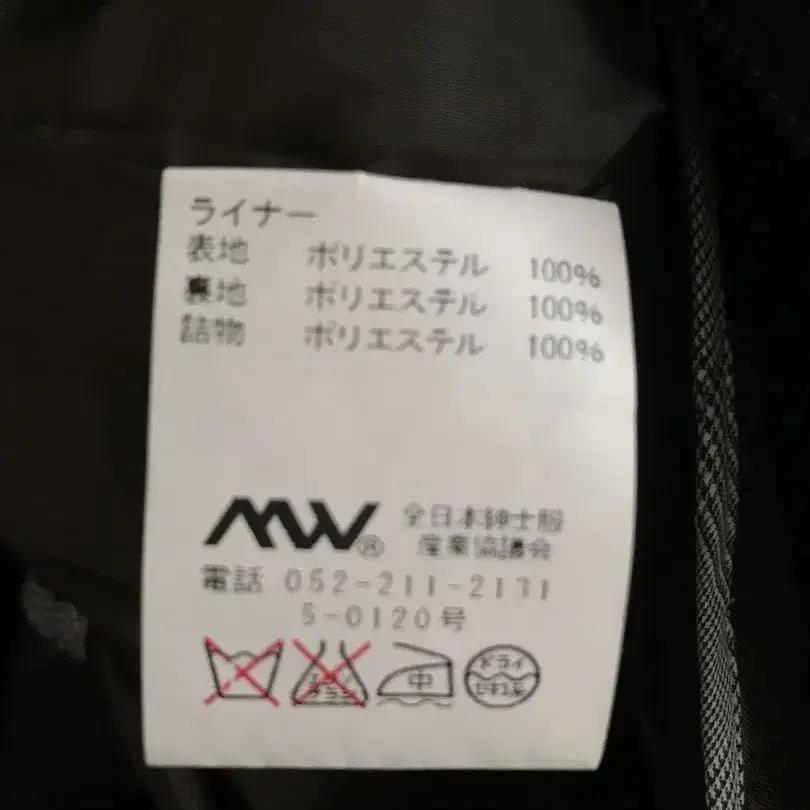 ライナー
表地 ポリエステル 100%
裏地 ポリエステル 100%
詰物 ポリエステル 100%
MW® 全日本紳士服
産業協議会
電話 052-211-2131
5-0120号
中
ドライ